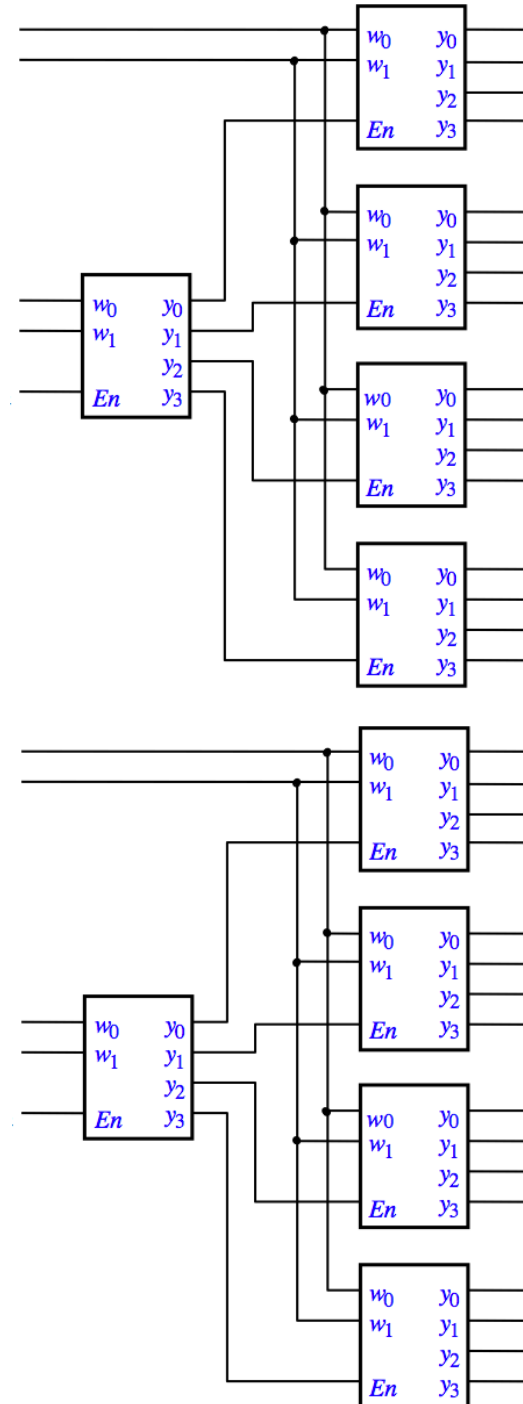 w₀ y₀
w₁ y₁
y₂
En y₃
w₀ y₀
w₁ y₁
y₂
En y₃
w₀ y₀
w₁ y₁
y₂
En y₃
w0 y₀
w₁ y₁
y₂
En y₃
w₀ y₀
w₁ y₁
y₂
En y₃
w₀ y₀
w₁ y₁
y₂
En y₃
w₀ y₀
w₁ y₁
y₂
En y₃
w₀ y₀
w₁ y₁
y₂
En y₃
w0 y₀
w₁ y₁
y₂
En y₃
w₀ y₀
w₁ y₁
y₂
En y₃